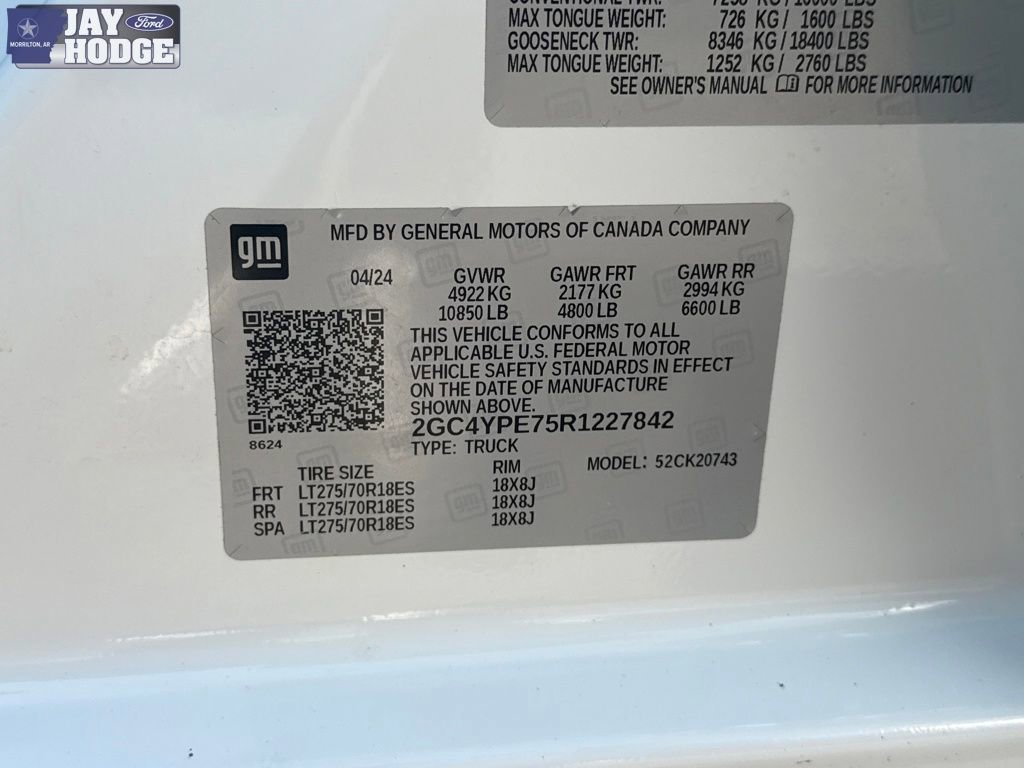 JAY
Ford
HODGE
MORRILTON, AR
MAX TONGUE WEIGHT: 726 KG / 1600 LBS
GOOSENECK TWR: 8346 KG / 18400 LBS
MAX TONGUE WEIGHT: 1252 KG / 2760 LBS
SEE OWNER'S MANUAL FOR MORE INFORMATION
gm
MFD BY GENERAL MOTORS OF CANADA COMPANY
04/24 GVWR GAWR FRT GAWR RR
4922 KG 2177 KG 2994 KG
10850 LB 4800 LB 6600 LB
THIS VEHICLE CONFORMS TO ALL
APPLICABLE U.S. FEDERAL MOTOR
VEHICLE SAFETY STANDARDS IN EFFECT
ON THE DATE OF MANUFACTURE
SHOWN ABOVE.
2GC4YPE75R1227842
8624
TYPE: TRUCK
TIRE SIZE RIM MODEL: 52CK20743
FRT LT275/70R18ES 18X8J
RR LT275/70R18ES 18X8J
SPA LT275/70R18ES 18X8J